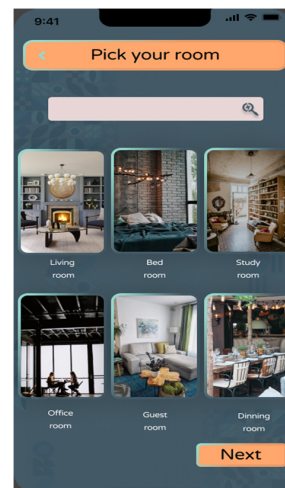 9:41
< Pick your room
Living Bed Study
room room room
Office Guest Dinning
room room room
Next